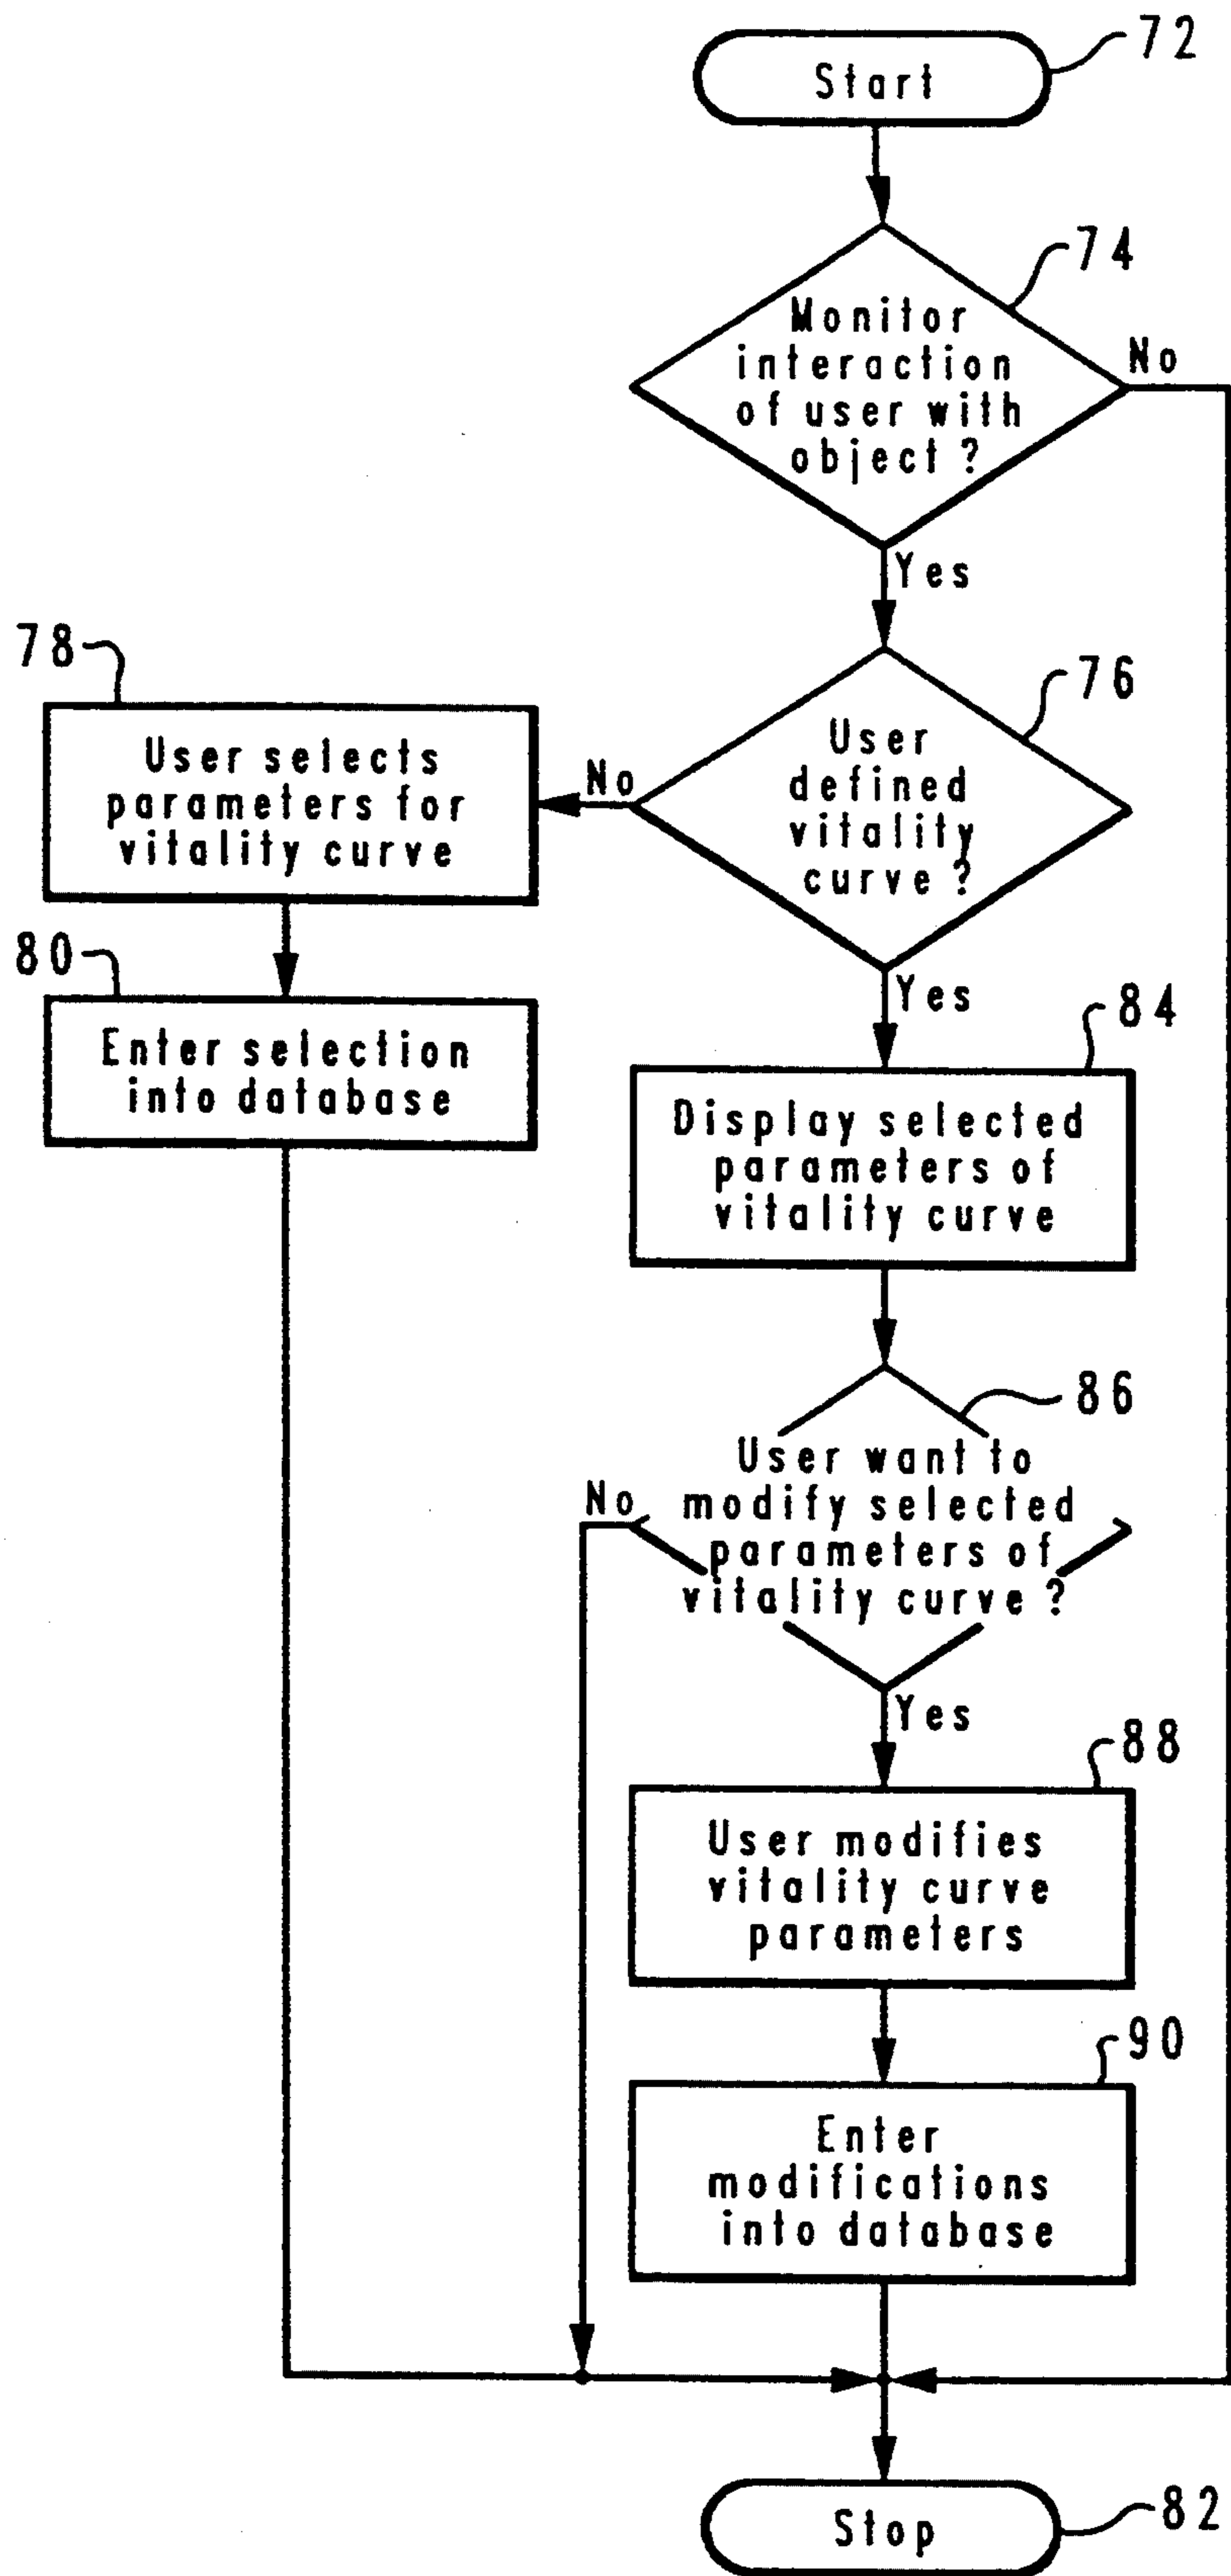 72
Start
74
Monitor
interaction
of user with
object ?
No
Yes
76
User
defined
vitality
curve ?
No
78
User selects
parameters for
vitality curve
80
Enter selection
into database
Yes
84
Display selected
parameters of
vitality curve
86
User want to
modify selected
parameters of
vitality curve ?
No
Yes
88
User modifies
vitality curve
parameters
90
Enter
modifications
into database
Stop
82